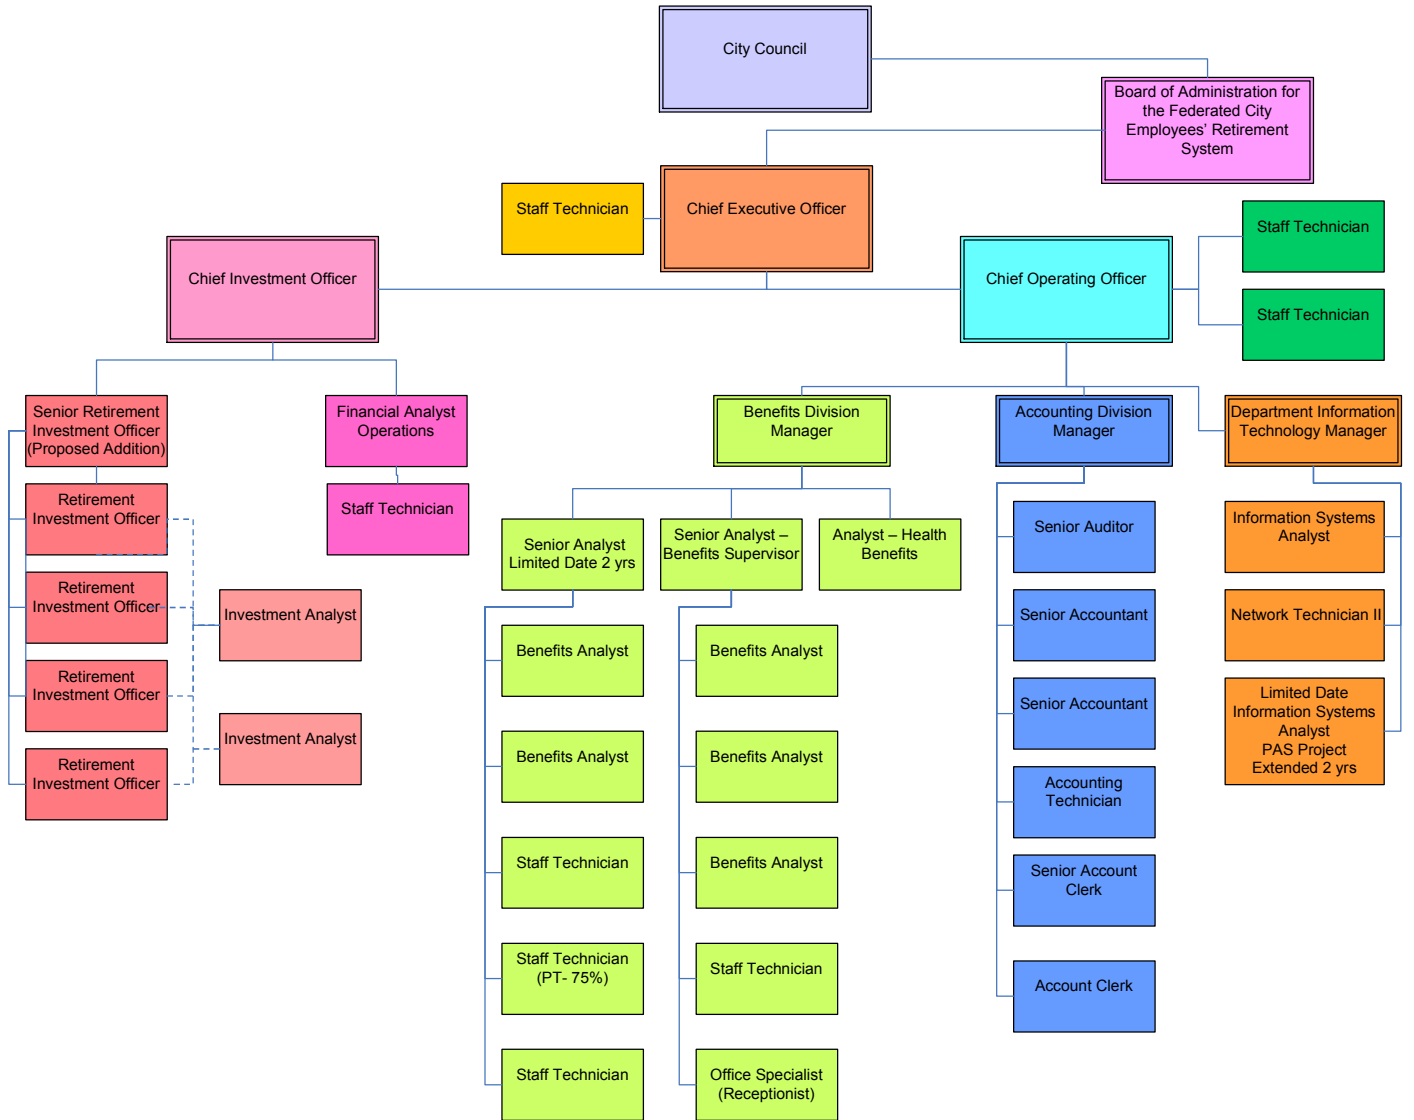 City Council
Board of Administration for
the Federated City
Employees' Retirement
System
Staff Technician
Chief Executive Officer
Staff Technician
Chief Investment Officer
Chief Operating Officer
Staff Technician
Senior Retirement
Investment Officer
(Proposed Addition)
Financial Analyst
Operations
Benefits Division
Manager
Accounting Division
Manager
Department Information
Technology Manager
Retirement
Investment Officer
Staff Technician
Senior Analyst
Limited Date 2 yrs
Senior Analyst –
Benefits Supervisor
Analyst – Health
Benefits
Senior Auditor
Information Systems
Analyst
Retirement
Investment Officer
Investment Analyst
Senior Accountant
Network Technician II
Benefits Analyst
Benefits Analyst
Retirement
Investment Officer
Senior Accountant
Limited Date
Information Systems
Analyst
PAS Project
Extended 2 yrs
Investment Analyst
Benefits Analyst
Benefits Analyst
Retirement
Investment Officer
Accounting
Technician
Staff Technician
Benefits Analyst
Senior Account
Clerk
Staff Technician
(PT- 75%)
Staff Technician
Account Clerk
Staff Technician
Office Specialist
(Receptionist)